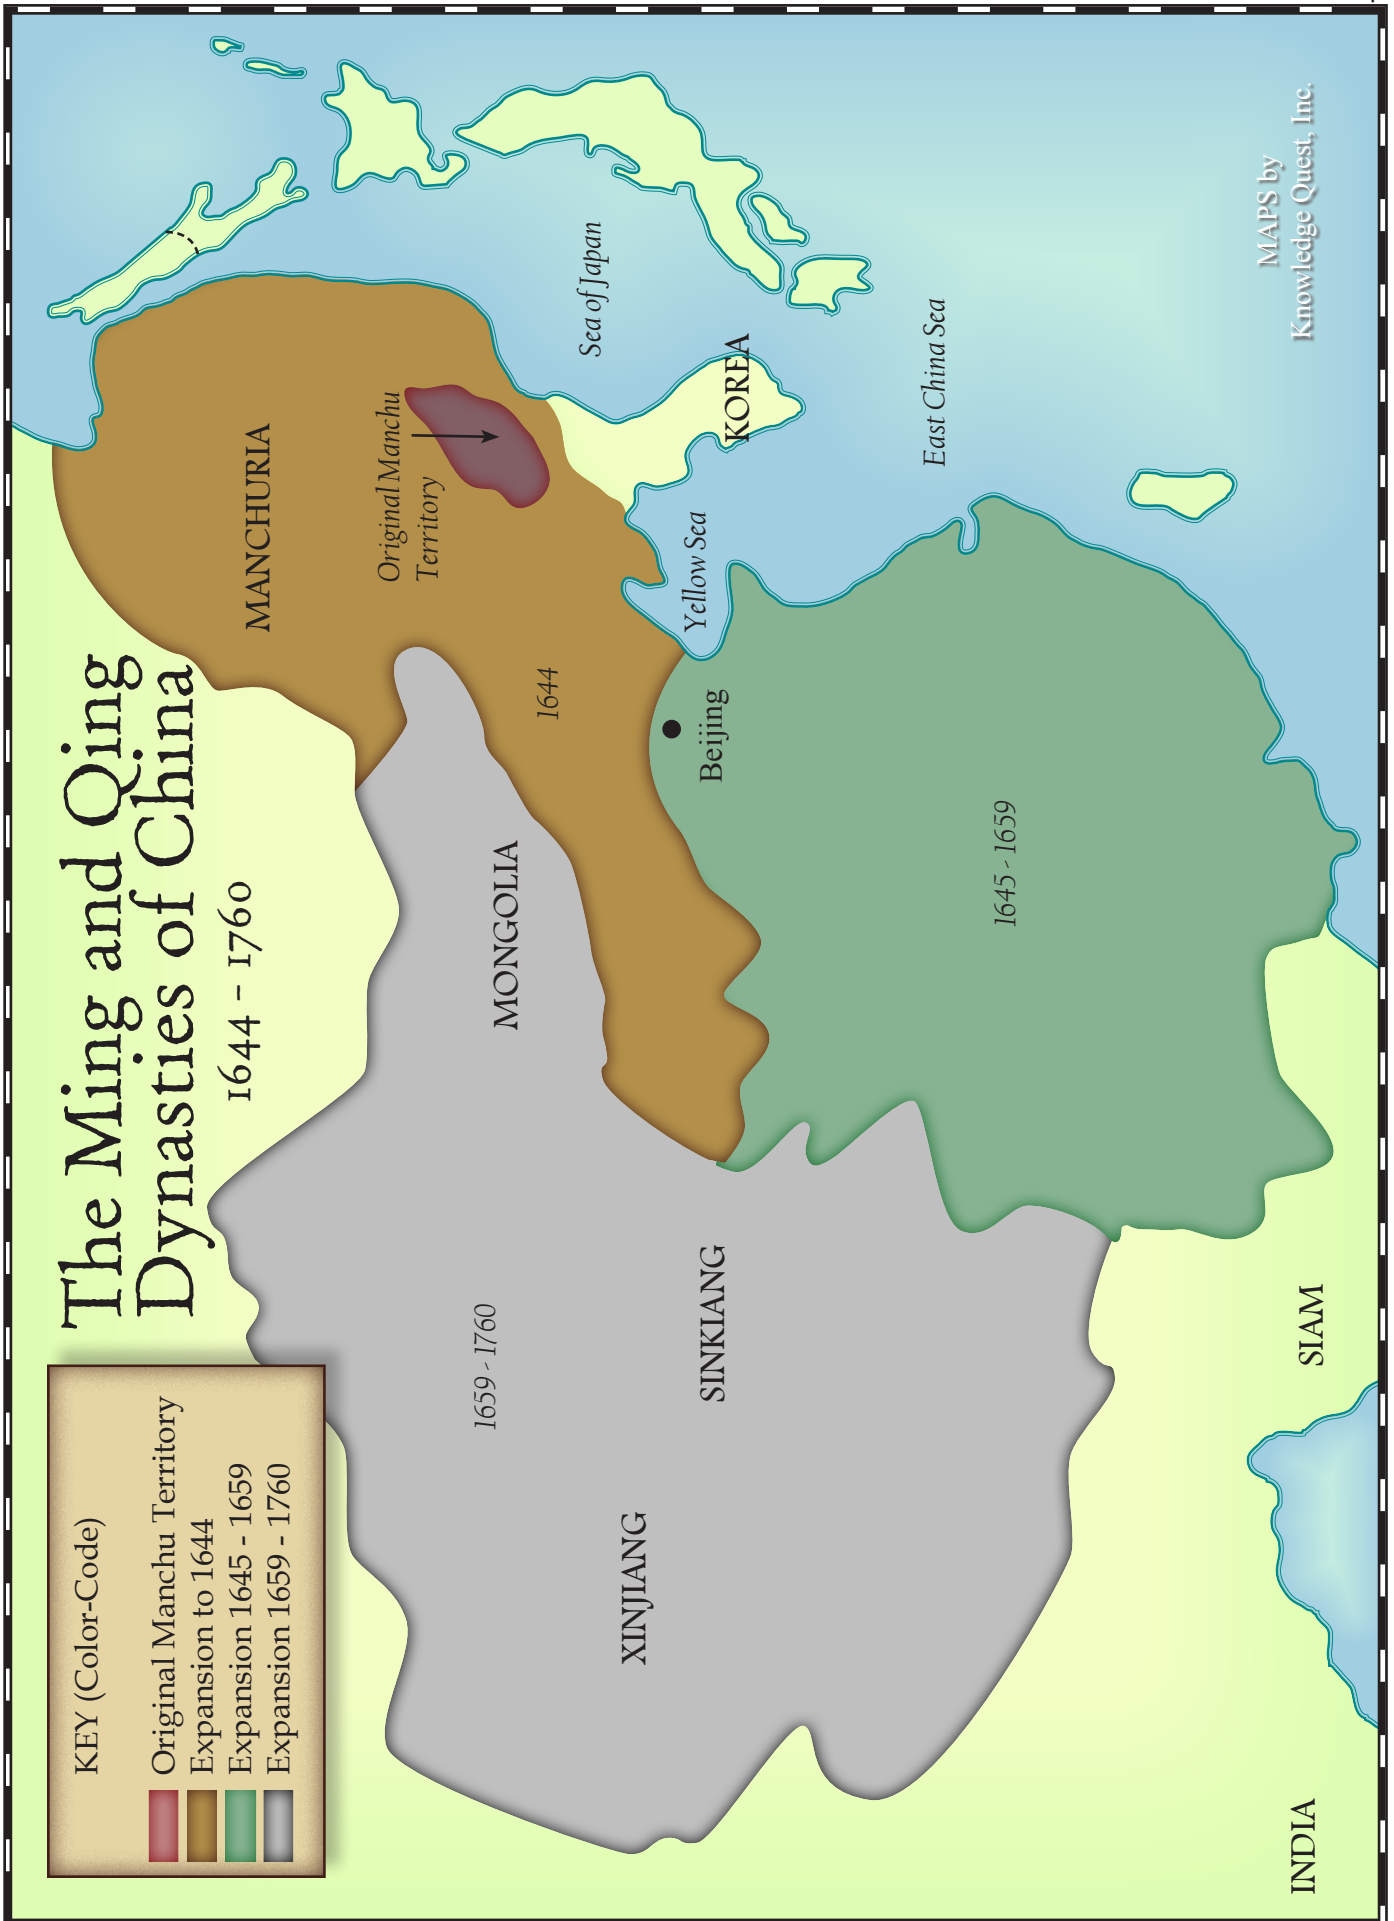 The Ming and Qing
Dynasties of China
1644 - 1760
KEY (Color-Code)
Original Manchu Territory
Expansion to 1644
Expansion 1645 - 1659
Expansion 1659 - 1760
MANCHURIA
Original Manchu
Territory
1644
MONGOLIA
1659 - 1760
XINJIANG
SINKIANG
Beijing
1645 - 1659
Sea of Japan
KOREA
Yellow Sea
East China Sea
INDIA
SIAM
MAPS by
Knowledge Quest, Inc.